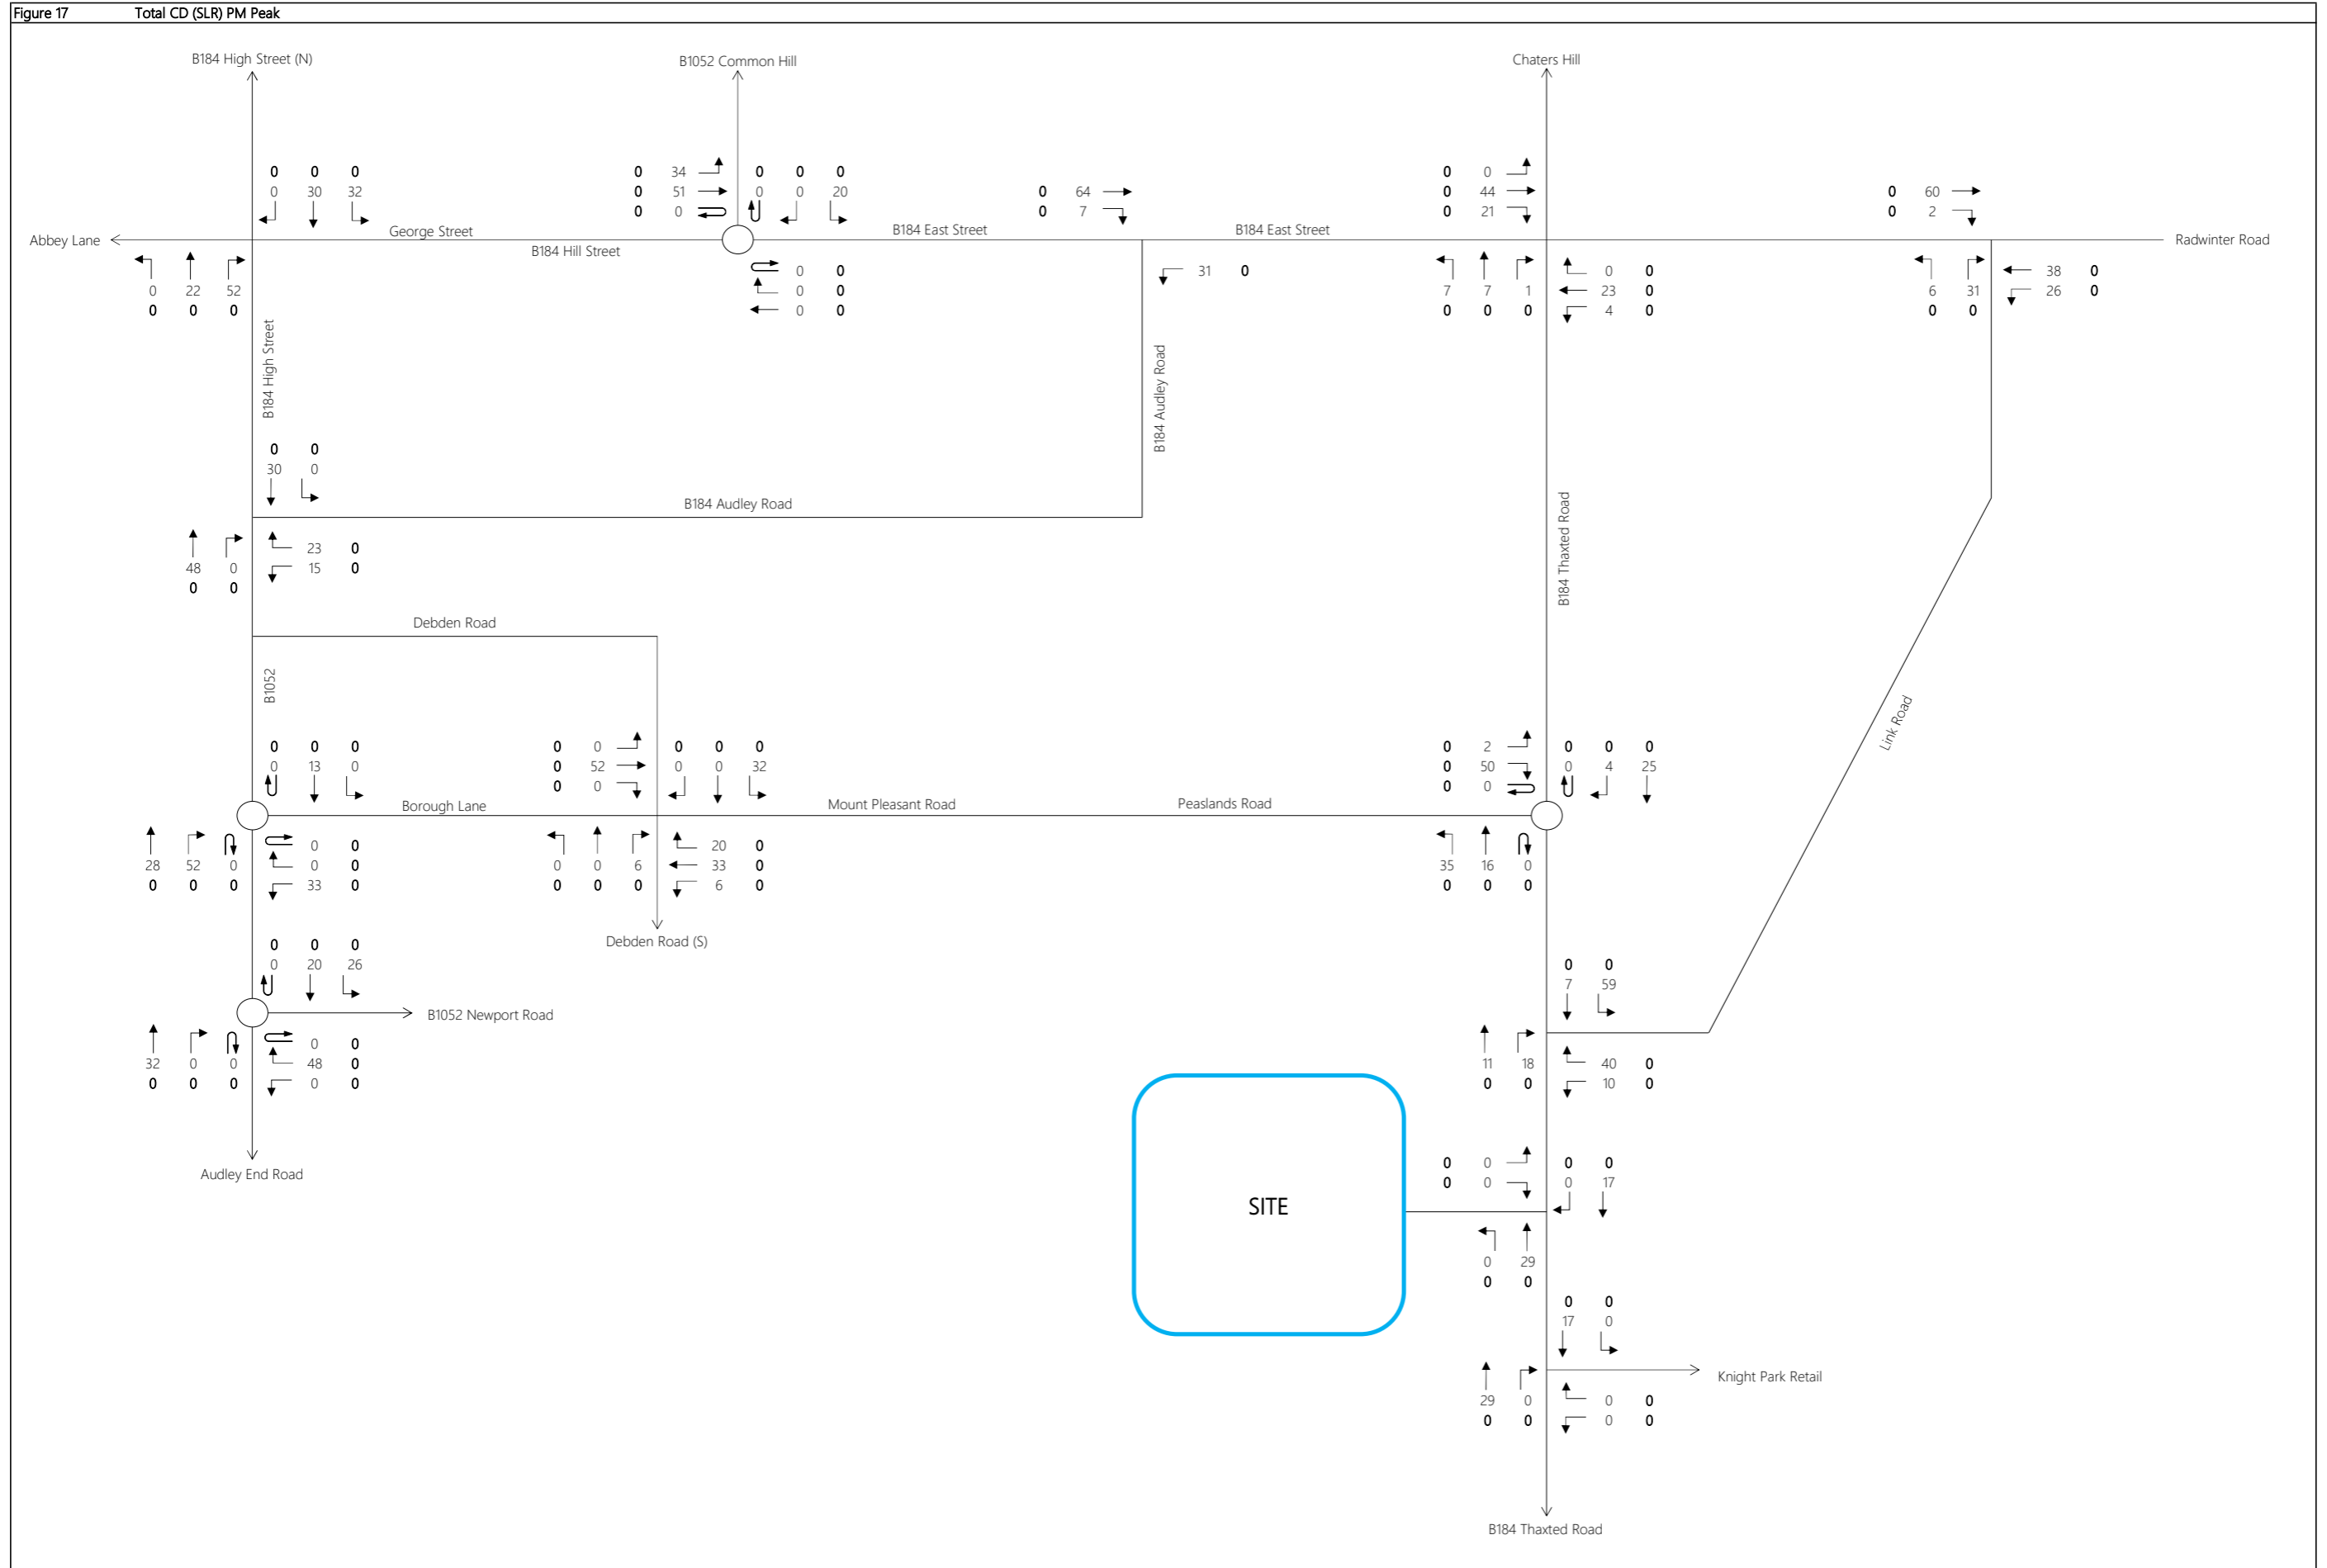 Figure 17 Total CD (SLR) PM Peak
B184 High Street (N) B1052 Common Hill Chaters Hill
0 0 0 0 34 0 0 0 0 0
0 30 32 0 51 0 0 20 0 64 0 44 0 60
0 0 0 7 0 21 0 2
Abbey Lane George Street B184 East Street B184 East Street Radwinter Road
B184 Hill Street
0 0 31 0 0 0 38 0
0 22 52 0 0 7 7 1 23 0 6 31 26 0
0 0 0 0 0 0 0 0 4 0 0 0
B184 High Street
B184 Audley Road
0 0
30 0
B184 Audley Road
B184 Thaxted Road
23 0
48 0 15 0
0 0
Debden Road
B1052
Link Road
0 0 0 0 0 0 0 0 0 2 0 0 0
0 13 0 0 52 0 0 32 0 50 0 4 25
0 0 0 0
Borough Lane Mount Pleasant Road Peaslands Road
0 0 20 0
28 52 0 0 0 0 0 6 33 0 35 16 0
0 0 0 33 0 0 0 0 6 0 0 0 0
Debden Road (S)
0 0 0
0 20 26
0 0
7 59
B1052 Newport Road
0 0
32 0 0 48 0
0 0 0 0 0
11 18 40 0
0 0 10 0
Audley End Road
0 0 0 0
0 0 0 17
SITE
0 29
0 0
0 0
17 0
Knight Park Retail
29 0 0 0
0 0 0 0
B184 Thaxted Road